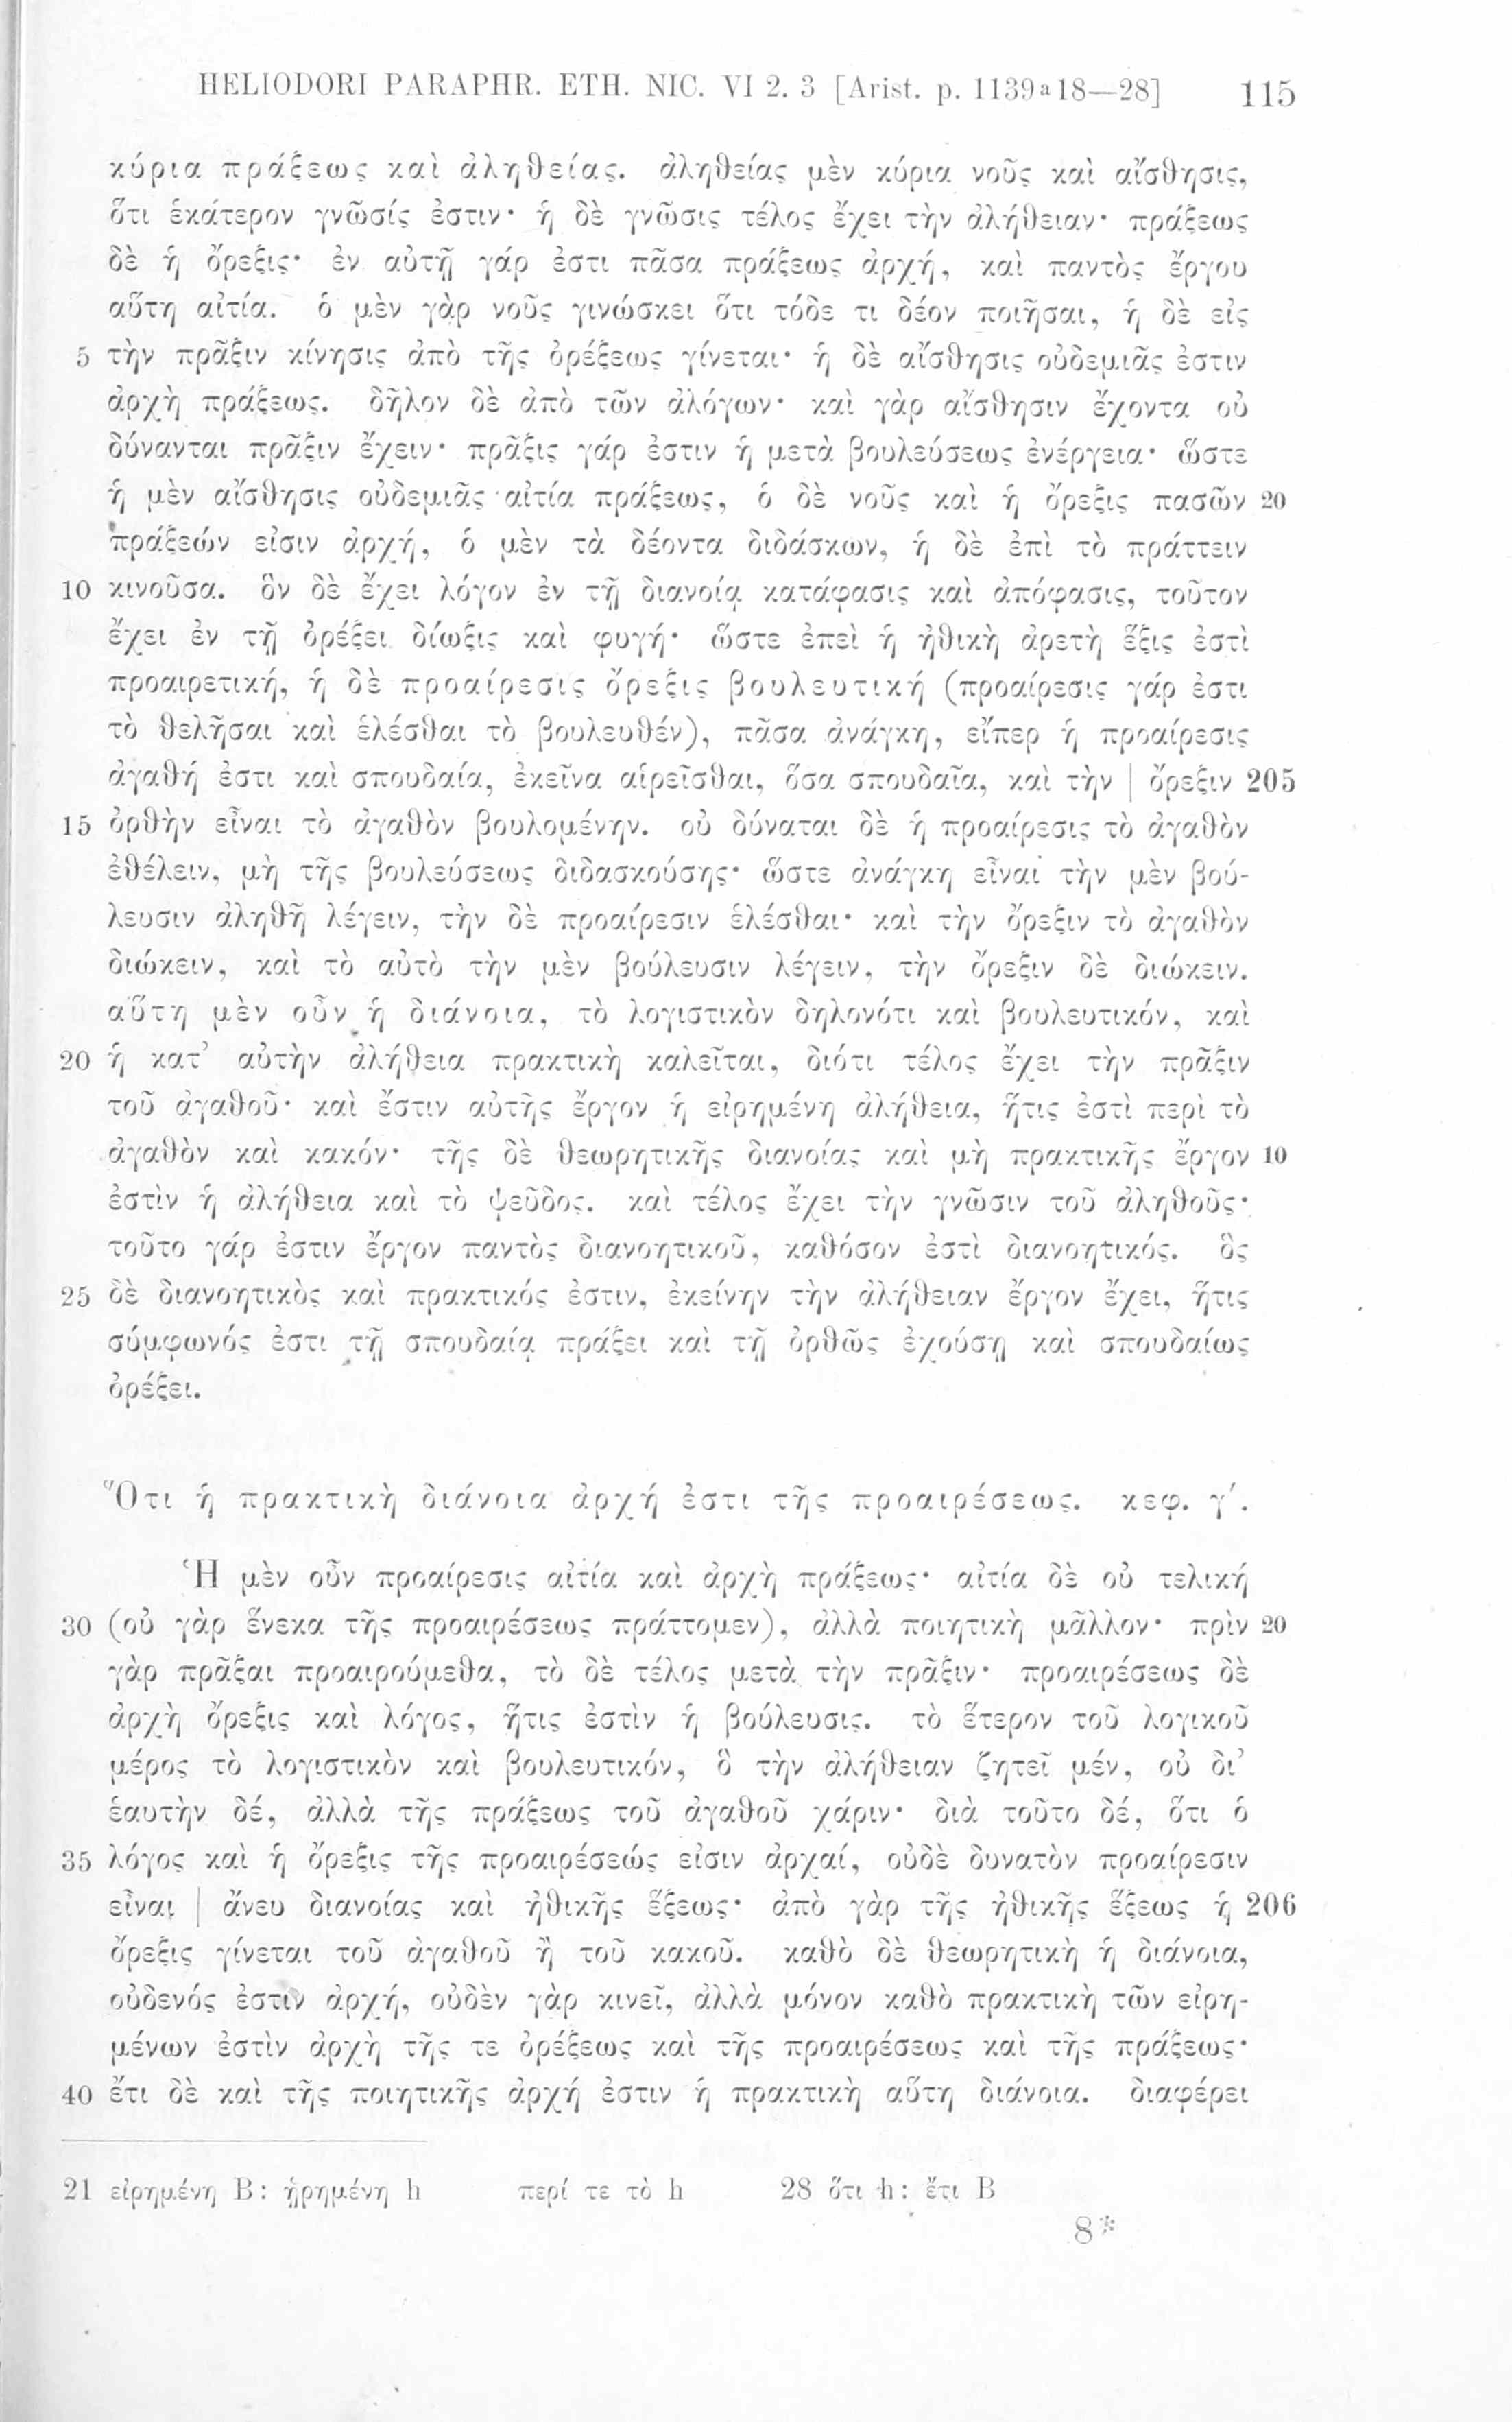 HELIODORI PARAPHR. ETH. NIC. VI 2. 3 [Arist. p. 1139a18—28] 115
κύρια πράξεως καὶ ἀληθείας. ἀληθείας μὲν κύρια νοῦς καὶ αἴσθησις,
ὅτι ἑκάτερον γνῶσίς ἐστιν· ἡ δὲ γνῶσις τέλος ἔχει τὴν ἀλήθειαν· πράξεως
δὲ ἡ ὄρεξις· ἐν αὐτῇ γάρ ἐστι πᾶσα πράξεως ἀρχή, καὶ παντὸς ἔργου
αὕτη αἰτία. ὁ μὲν γὰρ νοῦς γινώσκει ὅτι τόδε τι δέον ποιῆσαι, ἡ δὲ εἰς
5 τὴν πρᾶξιν κίνησις ἀπὸ τῆς ὀρέξεως γίνεται· ἡ δὲ αἴσθησις οὐδεμιᾶς ἐστιν
ἀρχὴ πράξεως. δῆλον δὲ ἀπὸ τῶν ἀλόγων· καὶ γὰρ αἴσθησιν ἔχοντα οὐ
δύνανται πρᾶξιν ἔχειν· πρᾶξις γάρ ἐστιν ἡ μετὰ βουλεύσεως ἐνέργεια· ὥστε
ἡ μὲν αἴσθησις οὐδεμιᾶς αἰτία πράξεως, ὁ δὲ νοῦς καὶ ἡ ὄρεξις πασῶν 20
πράξεών εἰσιν ἀρχή, ὁ μὲν τὰ δέοντα διδάσκων, ἡ δὲ ἐπὶ τὸ πράττειν
10 κινοῦσα. ὃν δὲ ἔχει λόγον ἐν τῇ διανοίᾳ κατάφασις καὶ ἀπόφασις, τοῦτον
ἔχει ἐν τῇ ὀρέξει δίωξις καὶ φυγή· ὥστε ἐπεὶ ἡ ἠθικὴ ἀρετὴ ἕξις ἐστὶ
προαιρετική, ἡ δὲ προαίρεσις ὄρεξις βουλευτική (προαίρεσις γάρ ἐστι
τὸ θελῆσαι καὶ ἑλέσθαι τὸ βουλευθέν), πᾶσα ἀνάγκη, εἴπερ ἡ προαίρεσις
ἀγαθή ἐστι καὶ σπουδαία, ἐκεῖνα αἱρεῖσθαι, ὅσα σπουδαῖα, καὶ τὴν | ὄρεξιν 205
15 ὀρθὴν εἶναι τὸ ἀγαθὸν βουλομένην. οὐ δύναται δὲ ἡ προαίρεσις τὸ ἀγαθὸν
ἐθέλειν, μὴ τῆς βουλεύσεως διδασκούσης· ὥστε ἀνάγκη εἶναι τὴν μὲν βού-
λευσιν ἀληθῆ λέγειν, τὴν δὲ προαίρεσιν ἑλέσθαι· καὶ τὴν ὄρεξιν τὸ ἀγαθὸν
διώκειν, καὶ τὸ αὐτὸ τὴν μὲν βούλευσιν λέγειν, τὴν ὄρεξιν δὲ διώκειν.
αὕτη μὲν οὖν ἡ διάνοια, τὸ λογιστικὸν δηλονότι καὶ βουλευτικόν, καὶ
20 ἡ κατ᾽ αὐτὴν ἀλήθεια πρακτικὴ καλεῖται, διότι τέλος ἔχει τὴν πρᾶξιν
τοῦ ἀγαθοῦ· καὶ ἔστιν αὐτῆς ἔργον ἡ εἰρημένη ἀλήθεια, ἥτις ἐστὶ περὶ τὸ
ἀγαθὸν καὶ κακόν· τῆς δὲ θεωρητικῆς διανοίας καὶ μὴ πρακτικῆς ἔργον 10
ἐστὶν ἡ ἀλήθεια καὶ τὸ ψεῦδος. καὶ τέλος ἔχει τὴν γνῶσιν τοῦ ἀληθοῦς·
τοῦτο γάρ ἐστιν ἔργον παντὸς διανοητικοῦ, καθόσον ἐστὶ διανοητικός. ὃς
25 δὲ διανοητικὸς καὶ πρακτικός ἐστιν, ἐκείνην τὴν ἀλήθειαν ἔργον ἔχει, ἥτις
σύμφωνός ἐστι τῇ σπουδαίᾳ πράξει καὶ τῇ ὀρθῶς ἐχούσῃ καὶ σπουδαίως
ὀρέξει.
Ὅτι ἡ πρακτικὴ διάνοια ἀρχή ἐστι τῆς προαιρέσεως. κεφ. γ΄.
Ἡ μὲν οὖν προαίρεσις αἰτία καὶ ἀρχὴ πράξεως· αἰτία δὲ οὐ τελική
30 (οὐ γὰρ ἕνεκα τῆς προαιρέσεως πράττομεν), ἀλλὰ ποιητικὴ μᾶλλον· πρὶν 20
γὰρ πρᾶξαι προαιρούμεθα, τὸ δὲ τέλος μετὰ τὴν πρᾶξιν· προαιρέσεως δὲ
ἀρχὴ ὄρεξις καὶ λόγος, ἥτις ἐστὶν ἡ βούλευσις. τὸ ἕτερον τοῦ λογικοῦ
μέρος τὸ λογιστικὸν καὶ βουλευτικόν, ὃ τὴν ἀλήθειαν ζητεῖ μέν, οὐ δι᾽
ἑαυτὴν δέ, ἀλλὰ τῆς πράξεως τοῦ ἀγαθοῦ χάριν· διὰ τοῦτο δέ, ὅτι ὁ
35 λόγος καὶ ἡ ὄρεξις τῆς προαιρέσεώς εἰσιν ἀρχαί, οὐδὲ δυνατὸν προαίρεσιν
εἶναι | ἄνευ διανοίας καὶ ἠθικῆς ἕξεως· ἀπὸ γὰρ τῆς ἠθικῆς ἕξεως ἡ 206
ὄρεξις γίνεται τοῦ ἀγαθοῦ ἢ τοῦ κακοῦ. καθὸ δὲ θεωρητικὴ ἡ διάνοια,
οὐδενός ἐστιν ἀρχή, οὐδὲν γὰρ κινεῖ, ἀλλὰ μόνον καθὸ πρακτικὴ τῶν εἰρη-
μένων ἐστὶν ἀρχὴ τῆς τε ὀρέξεως καὶ τῆς προαιρέσεως καὶ τῆς πράξεως·
40 ἔτι δὲ καὶ τῆς ποιητικῆς ἀρχή ἐστιν ἡ πρακτικὴ αὕτη διάνοια. διαφέρει
21 εἰρημένη B: ᾑρημένη h περί τε τὸ h 28 ὅτι h: ἔτι B
8*